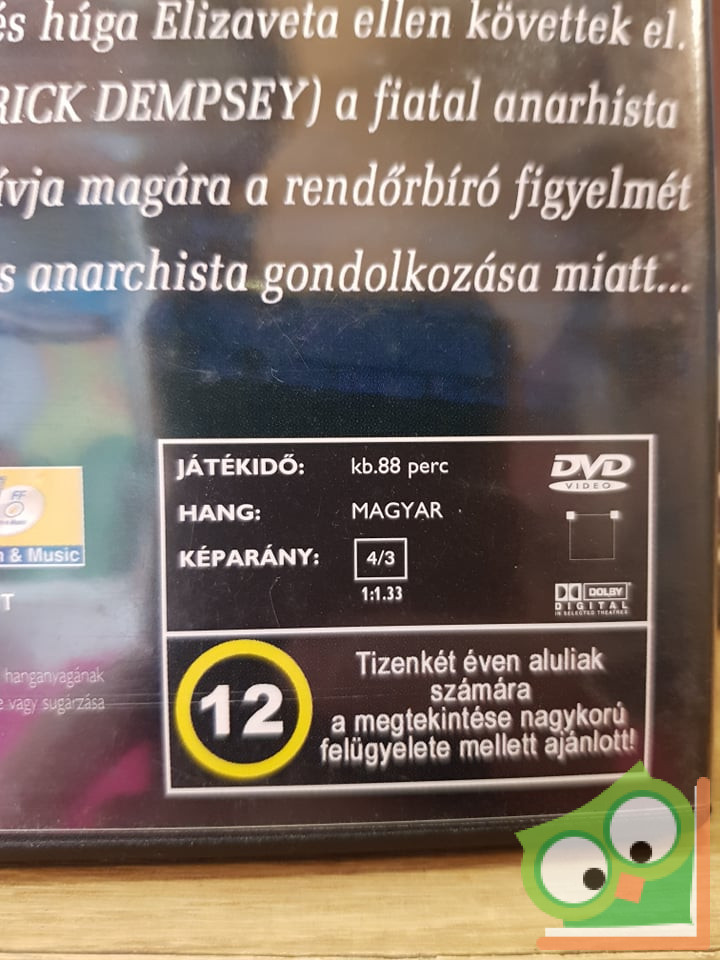 és húga Elizaveta ellen követtek el.
RICK DEMPSEY) a fiatal anarhista
ívja magára a rendőrbíró figyelmét
s anarchista gondolkozása miatt...
JÁTÉKIDŐ: kb.88 perc
HANG: MAGYAR
KÉPARÁNY: 4/3
1:1.33
DVD
VIDEO
DOLBY
DIGITAL
IN SELECTED THEATRES
FF
& Music
T
hanganyagának
vagy sugárzása
12
Tizenkét éven aluliak
számára
a megtekintése nagykorú
felügyelete mellett ajánlott!